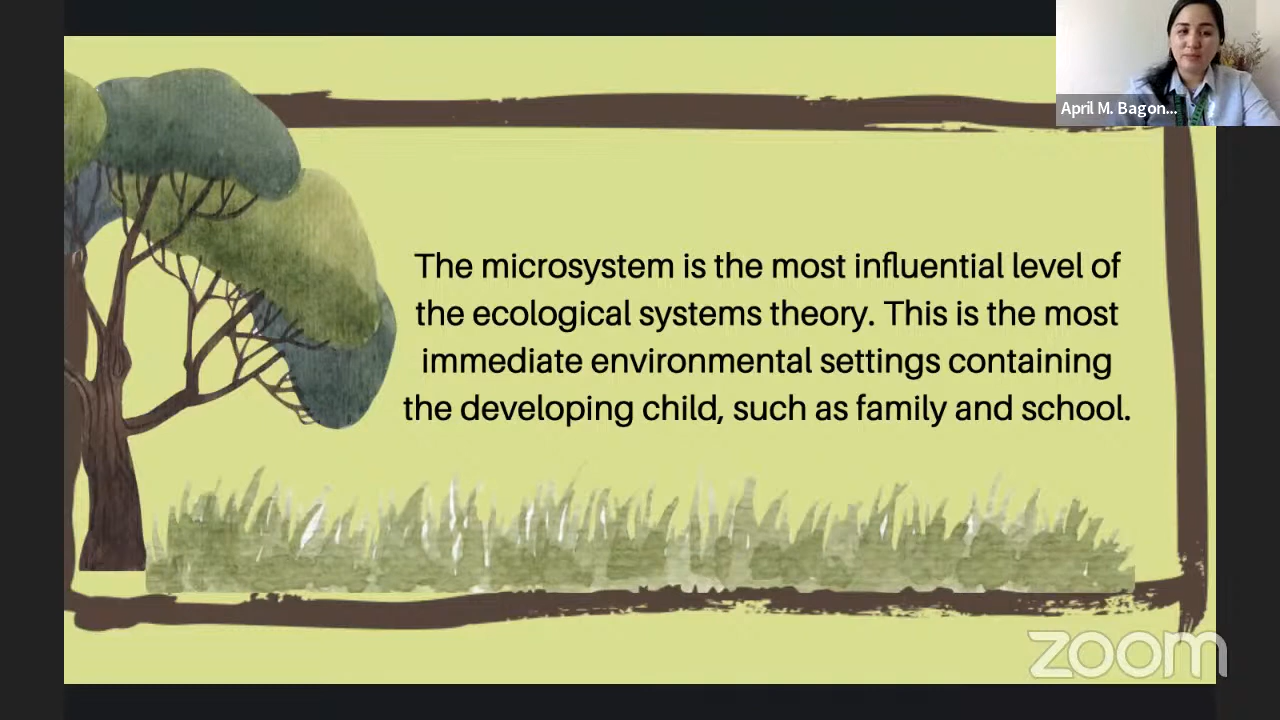 April M. Bagon...
The microsystem is the most influential level of
the ecological systems theory. This is the most
immediate environmental settings containing
the developing child, such as family and school.
zoom